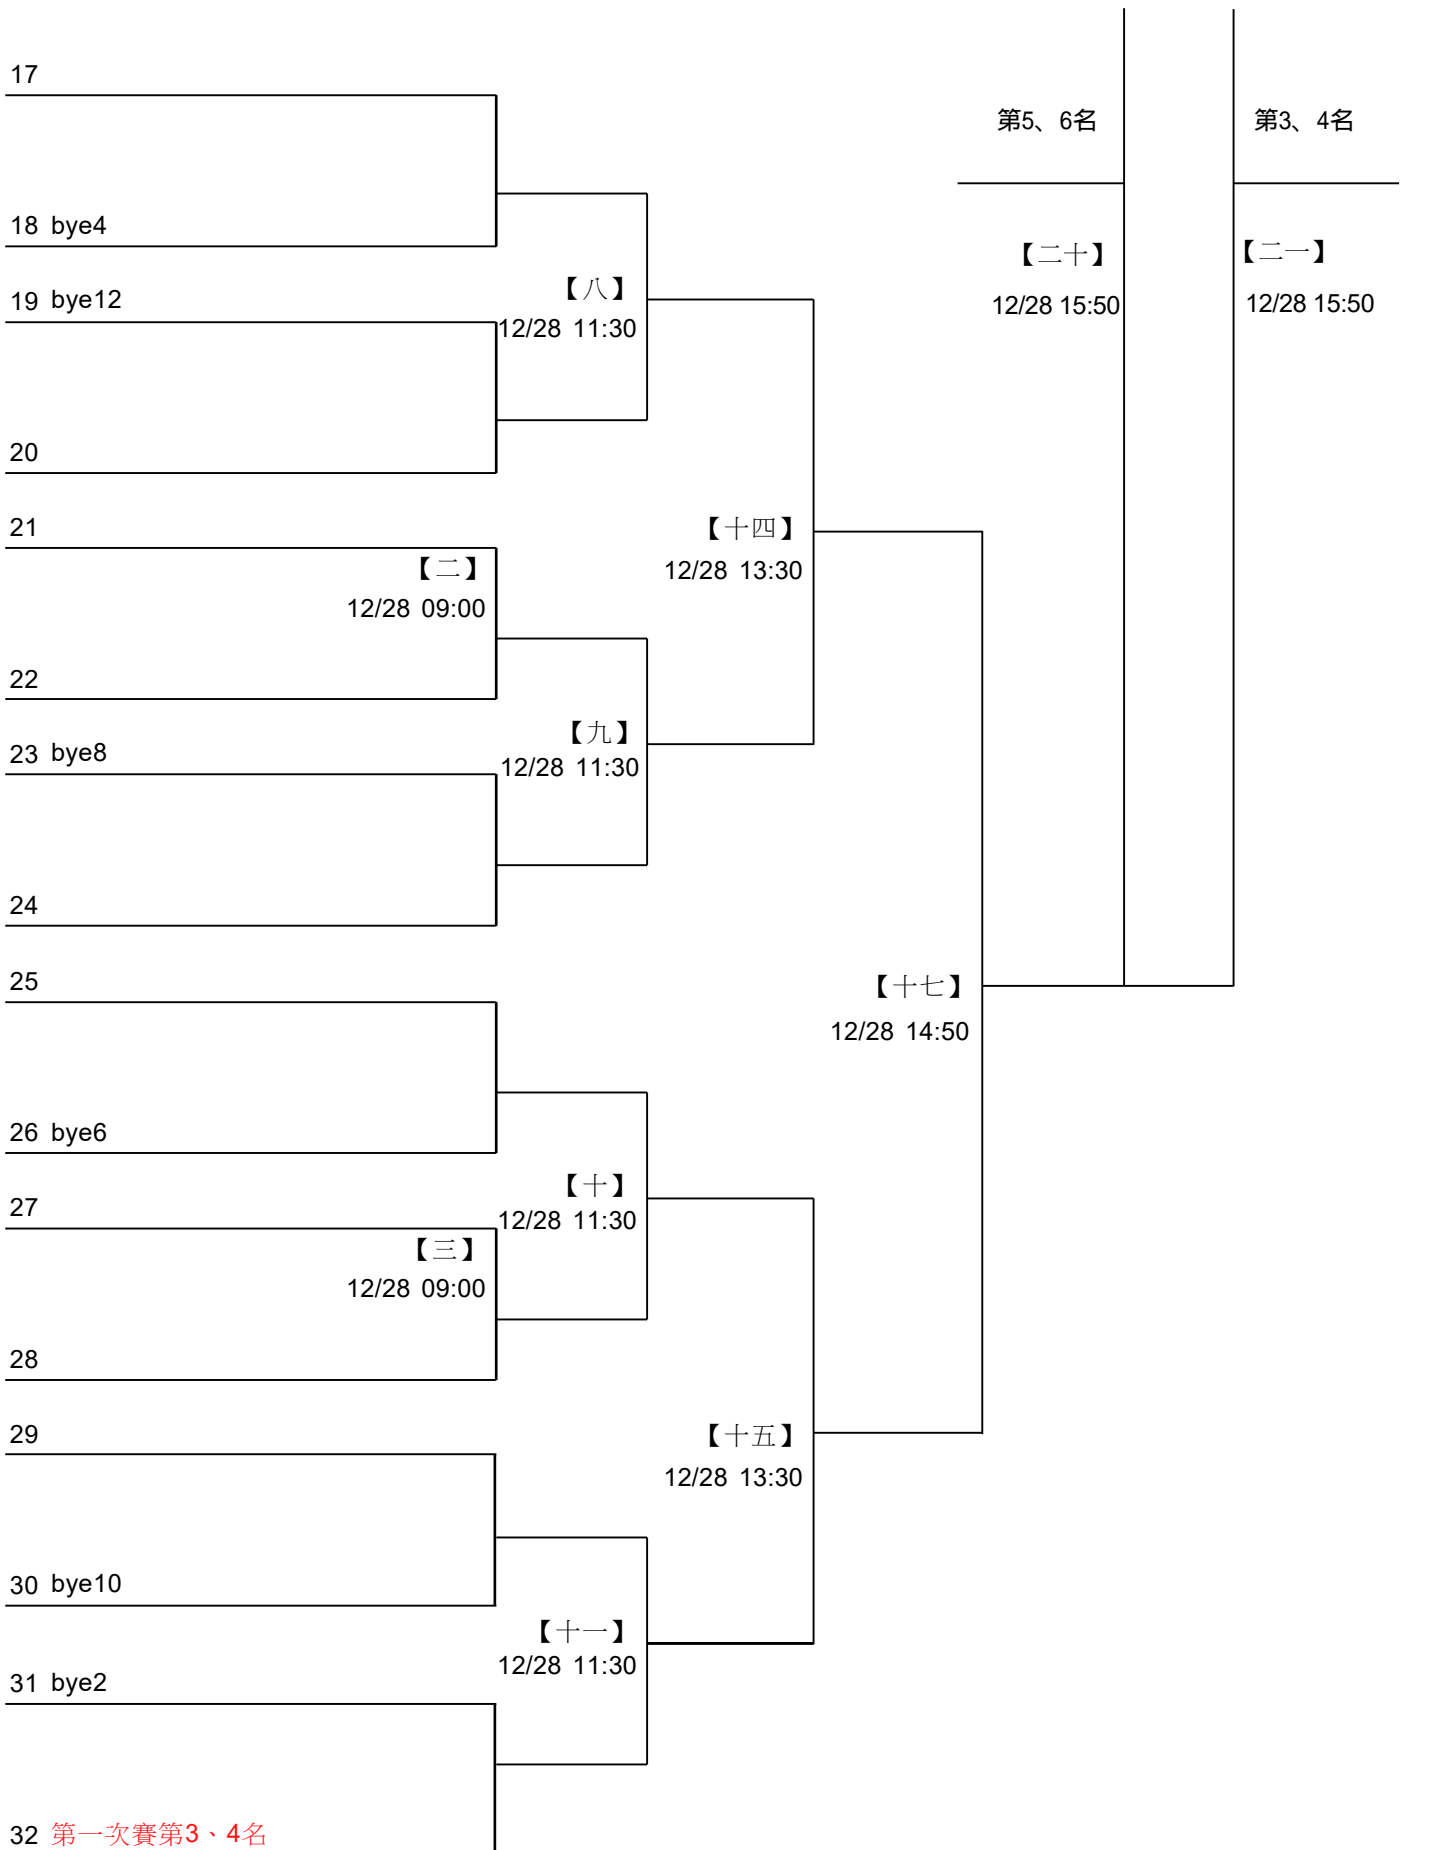 17
第5、6名
第3、4名
18 bye4
【二十】
【二一】
【八】
19 bye12
12/28 15:50
12/28 15:50
12/28 11:30
20
21
【十四】
【二】
12/28 13:30
12/28 09:00
22
【九】
23 bye8
12/28 11:30
24
25
【十七】
12/28 14:50
26 bye6
【十】
27
12/28 11:30
【三】
12/28 09:00
28
29
【十五】
12/28 13:30
30 bye10
【十一】
12/28 11:30
31 bye2
32 第一次賽第3、4名